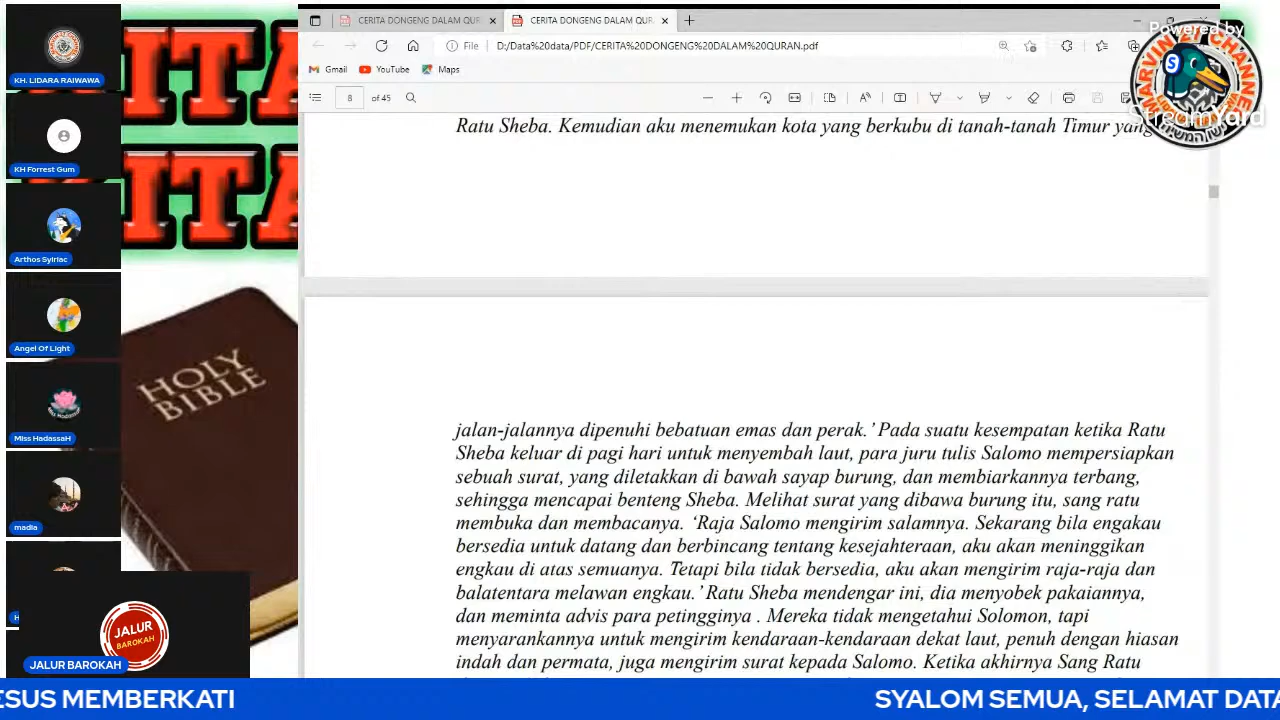 KH. LIDARA RAIWAWA
KH Forrest Gum
Arthos Syiriac
Angel Of Light
Miss HadassaH
madia
JALUR BAROKAH
JALUR BAROKAH
HOLY BIBLE
CERITA DONGENG DALAM QUR
CERITA DONGENG DALAM QUR
File
D:/Data%20data/PDF/CERITA%20DONGENG%20DALAM%20QURAN.pdf
Gmail
YouTube
Maps
8 of 45
Powered by
StreamYard
MARVIN ZT CHANNEL
Ratu Sheba. Kemudian aku menemukan kota yang berkubu di tanah-tanah Timur yang
jalan-jalannya dipenuhi bebatuan emas dan perak.’ Pada suatu kesempatan ketika Ratu
Sheba keluar di pagi hari untuk menyembah laut, para juru tulis Salomo mempersiapkan
sebuah surat, yang diletakkan di bawah sayap burung, dan membiarkannya terbang,
sehingga mencapai benteng Sheba. Melihat surat yang dibawa burung itu, sang ratu
membuka dan membacanya. ‘Raja Salomo mengirim salamnya. Sekarang bila engakau
bersedia untuk datang dan berbincang tentang kesejahteraan, aku akan meninggikan
engkau di atas semuanya. Tetapi bila tidak bersedia, aku akan mengirim raja-raja dan
balatentara melawan engkau.’ Ratu Sheba mendengar ini, dia menyobek pakaiannya,
dan meminta advis para petingginya . Mereka tidak mengetahui Solomon, tapi
menyarankannya untuk mengirim kendaraan-kendaraan dekat laut, penuh dengan hiasan
indah dan permata, juga mengirim surat kepada Salomo. Ketika akhirnya Sang Ratu
ESUS MEMBERKATI
SYALOM SEMUA, SELAMAT DATA